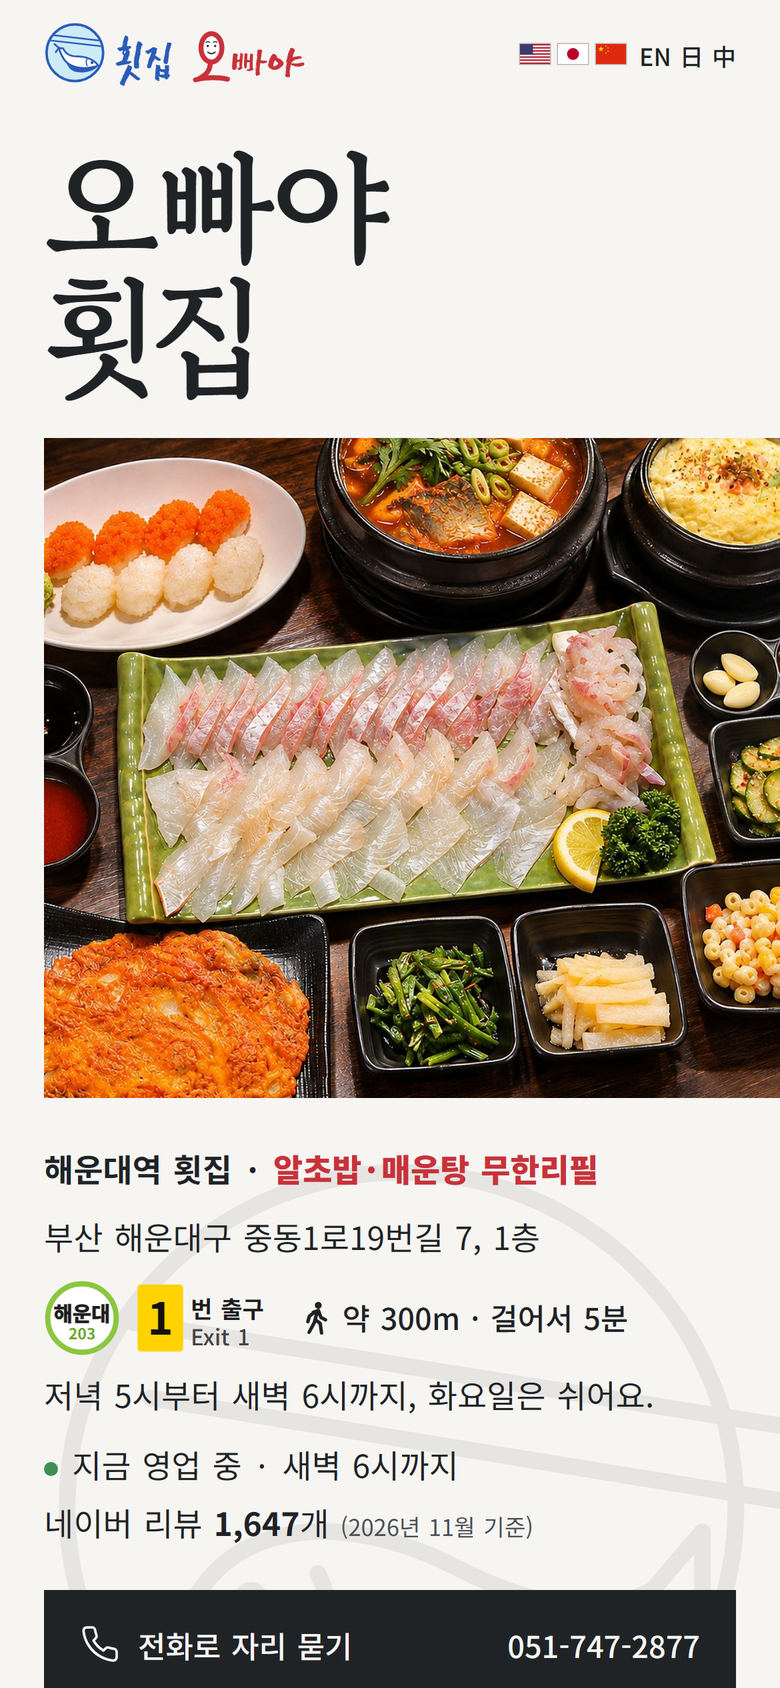 횟집 오빠야
EN 日 中
오빠야
횟집
해운대역 횟집 · 알초밥·매운탕 무한리필
부산 해운대구 중동1로19번길 7, 1층
해운대
203
1
번 출구
Exit 1
약 300m · 걸어서 5분
저녁 5시부터 새벽 6시까지, 화요일은 쉬어요.
지금 영업 중 · 새벽 6시까지
네이버 리뷰 1,647개 (2026년 11월 기준)
전화로 자리 묻기 051-747-2877